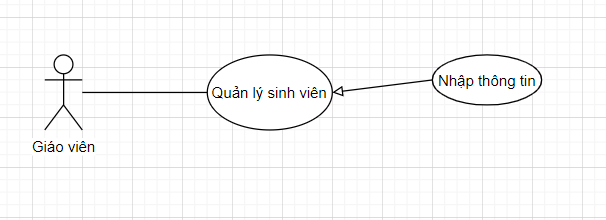 Giáo viên
Quản lý sinh viên
Nhập thông tin